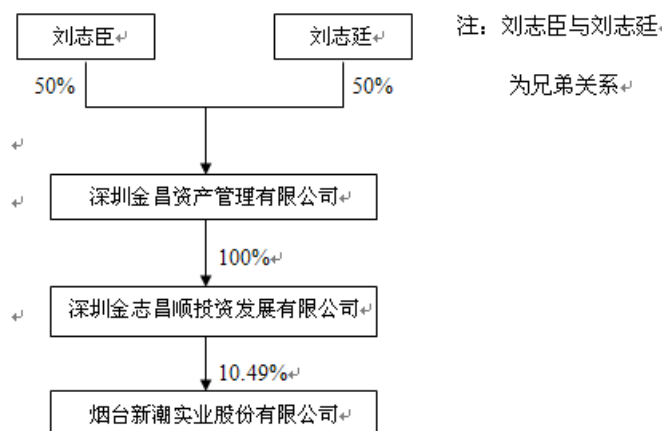 刘志臣
刘志廷
注：刘志臣与刘志廷
为兄弟关系
50%
50%
深圳金昌资产管理有限公司
100%
深圳金志昌顺投资发展有限公司
10.49%
烟台新潮实业股份有限公司